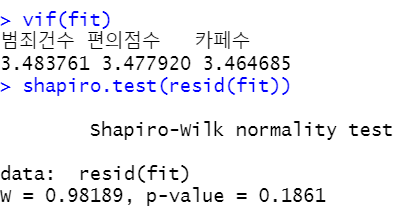 > vif(fit)
범죄건수 편의점수 카페수
3.483761 3.477920 3.464685
> shapiro.test(resid(fit))
Shapiro-Wilk normality test
data: resid(fit)
W = 0.98189, p-value = 0.1861